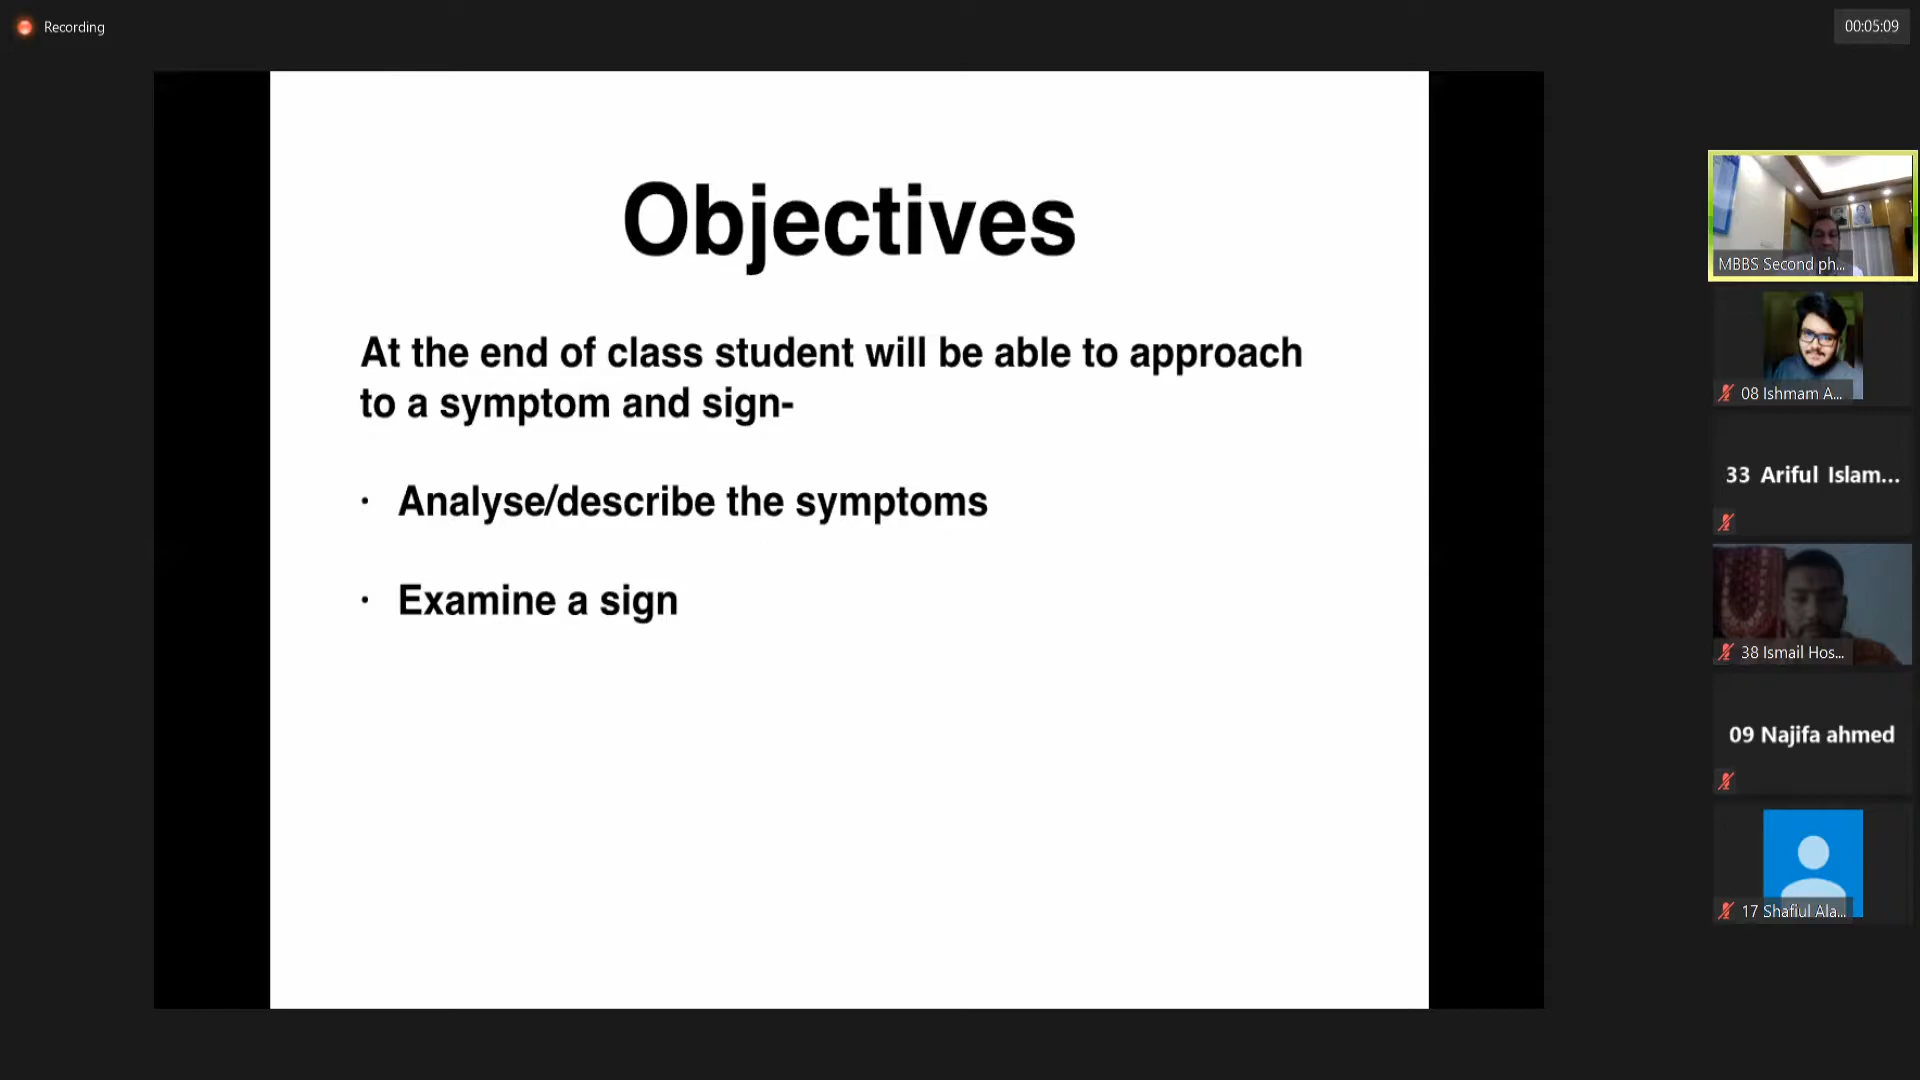 Recording
00:05:09
Objectives
At the end of class student will be able to approach
to a symptom and sign-
· Analyse/describe the symptoms
· Examine a sign
MBBS Second ph...
08 Ishmam A...
33 Ariful Islam...
38 Ismail Hos...
09 Najifa ahmed
17 Shafiul Ala...